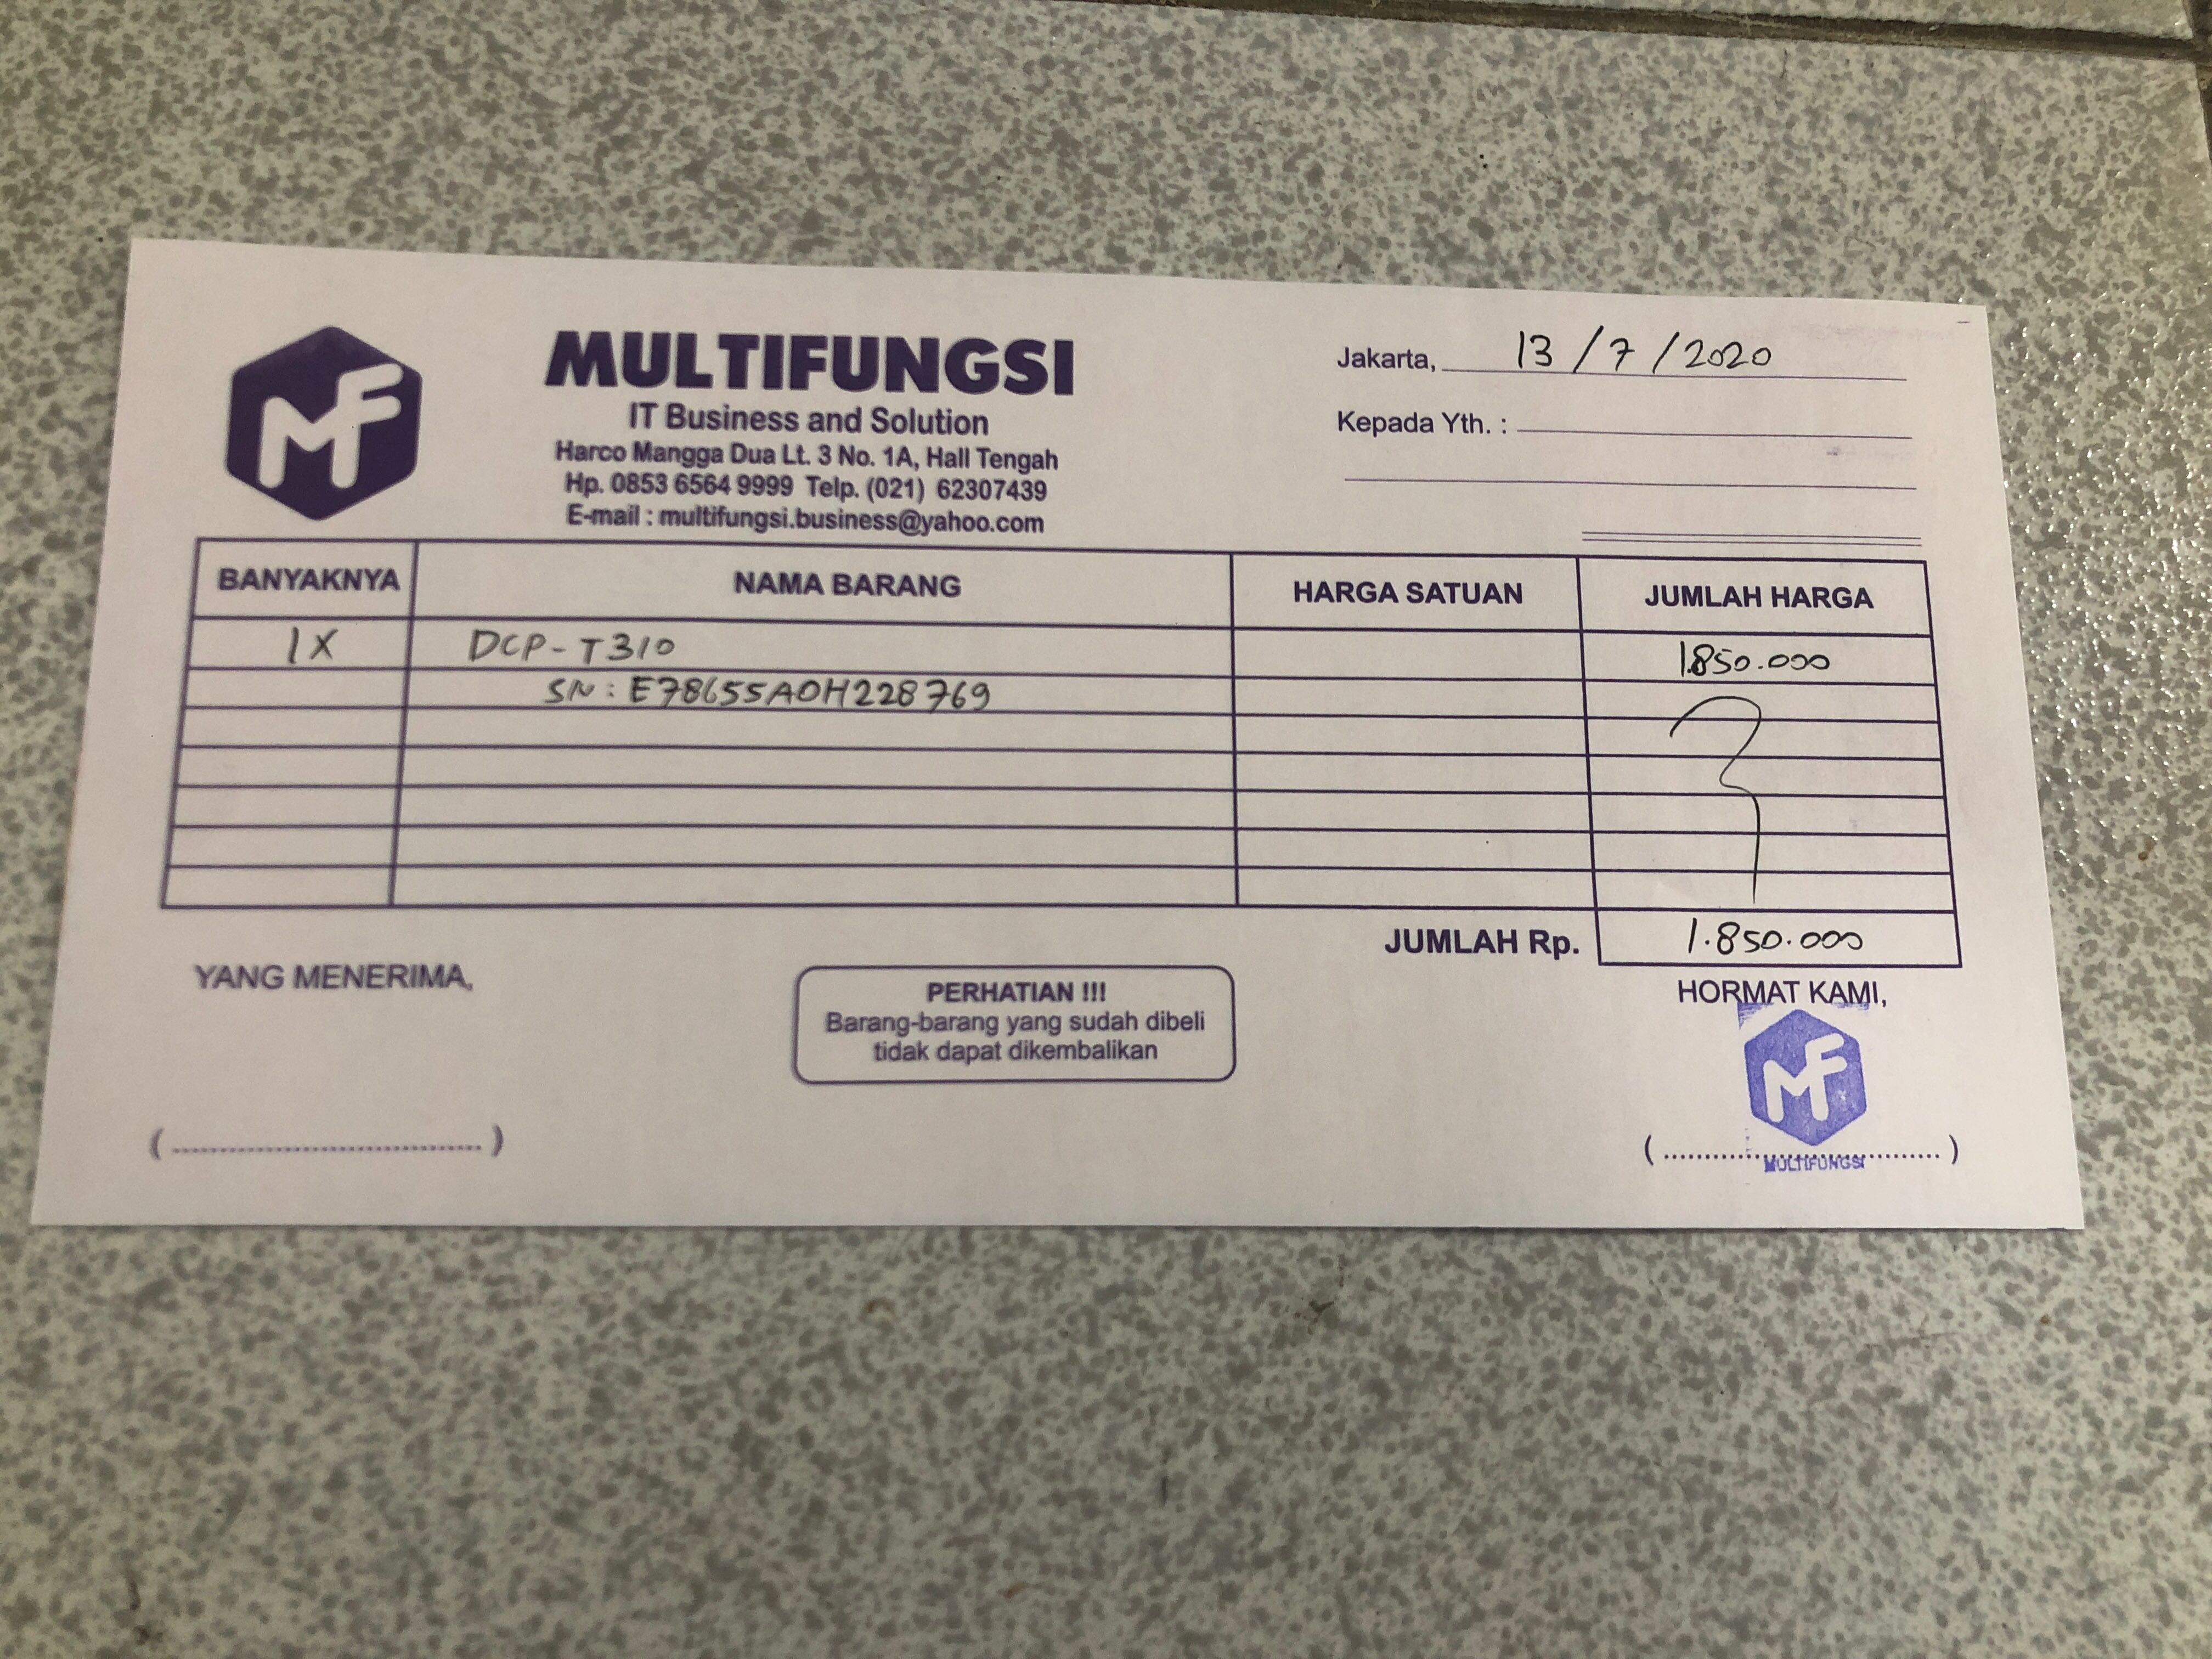 MF
MULTIFUNGSI
IT Business and Solution
Harco Mangga Dua Lt. 3 No. 1A, Hall Tengah
Hp. 0853 6564 9999 Telp. (021) 62307439
E-mail : multifungsi.business@yahoo.com
Jakarta, 13/7/2020
Kepada Yth. :
BANYAKNYA NAMA BARANG HARGA SATUAN JUMLAH HARGA
1X DCP-T310 1.850.000
SN: E78655A0H228769
JUMLAH Rp. 1.850.000
YANG MENERIMA,
PERHATIAN !!!
Barang-barang yang sudah dibeli
tidak dapat dikembalikan
HORMAT KAMI,
MF
(.................................)
(.................................)
MULTIFUNGSI